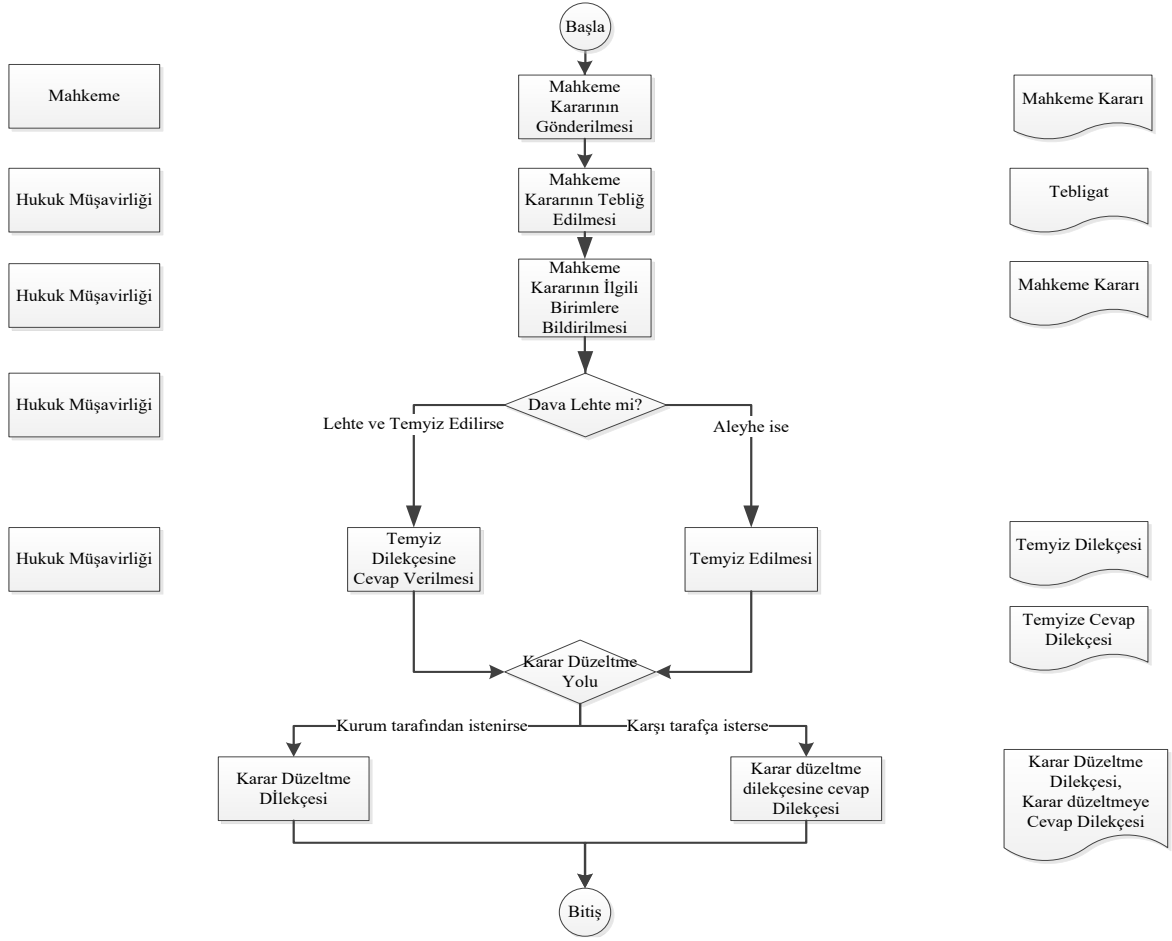 Başla
Mahkeme
Mahkeme
Kararının
Gönderilmesi
Mahkeme Kararı
Hukuk Müşavirliği
Mahkeme
Kararının Tebliğ
Edilmesi
Tebligat
Hukuk Müşavirliği
Mahkeme
Kararının İlgili
Birimlere
Bildirilmesi
Mahkeme Kararı
Hukuk Müşavirliği
Dava Lehte mi?
Lehte ve Temyiz Edilirse
Aleyhe ise
Hukuk Müşavirliği
Temyiz
Dilekçesine
Cevap Verilmesi
Temyiz Edilmesi
Temyiz Dilekçesi
Temyize Cevap
Dilekçesi
Karar Düzeltme
Yolu
Kurum tarafından istenirse
Karşı tarafça isterse
Karar Düzeltme
Dİlekçesi
Karar düzeltme
dilekçesine cevap
Dilekçesi
Karar Düzeltme
Dilekçesi,
Karar düzeltmeye
Cevap Dilekçesi
Bitiş